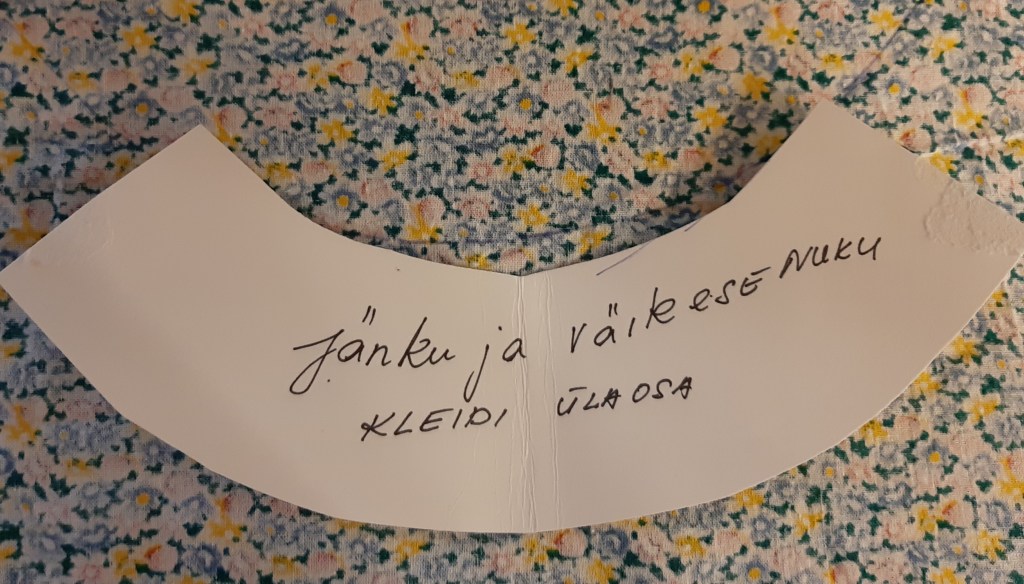 Jänku ja väikese NUKU
KLEIDI ÜLAOSA